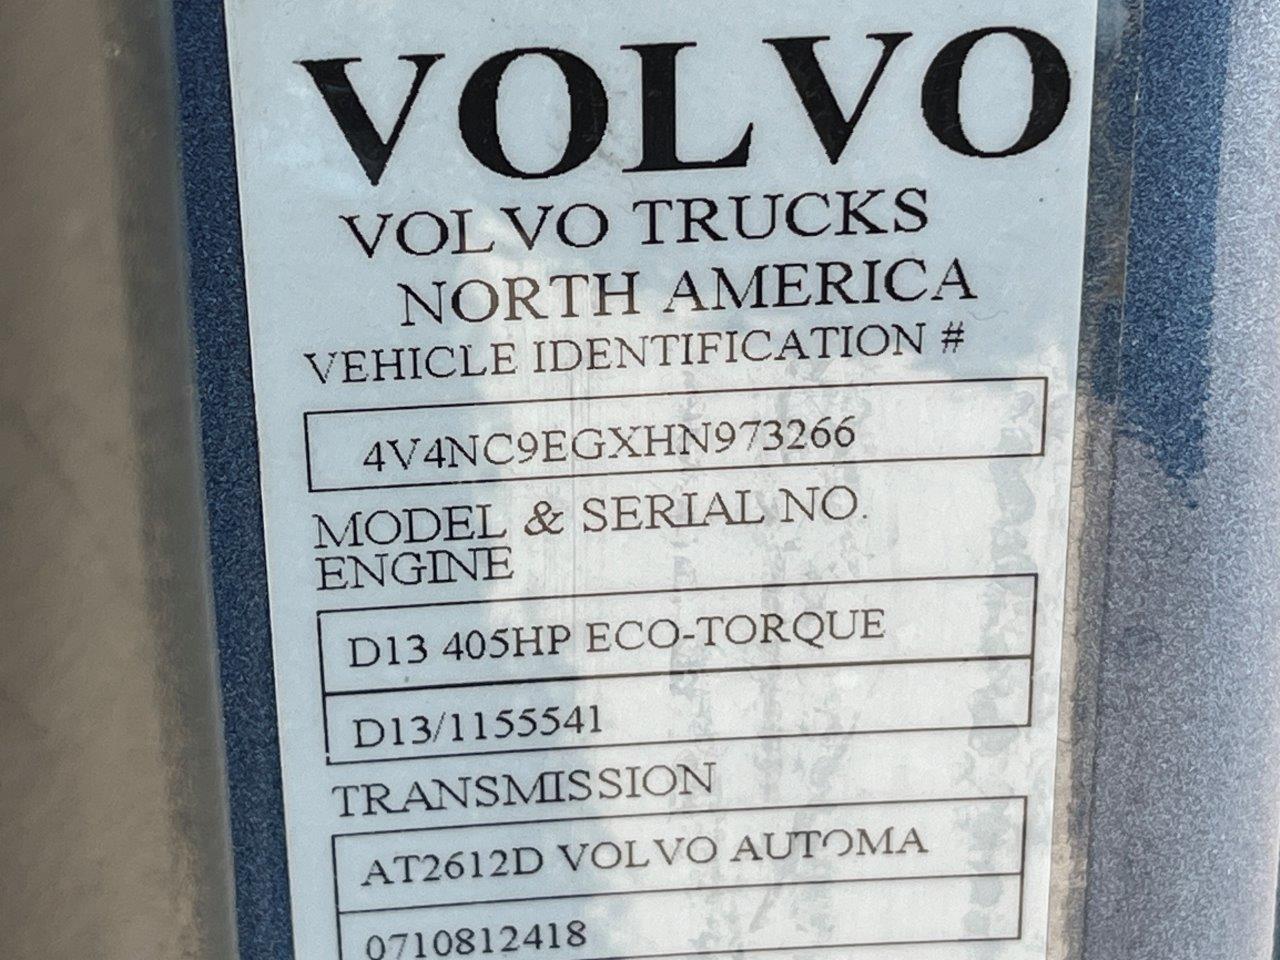 VOLVO
VOLVO TRUCKS
NORTH AMERICA
VEHICLE IDENTIFICATION #
4V4NC9EGXHN973266
MODEL & SERIAL NO.
ENGINE
D13 405HP ECO-TORQUE
D13/1155541
TRANSMISSION
AT2612D VOLVO AUTOMA
0710812418